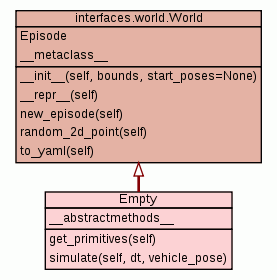 interfaces.world.World
Episode
__metaclass__
__init__(self, bounds, start_poses=None)
__repr__(self)
new_episode(self)
random_2d_point(self)
to_yaml(self)
Empty
__abstractmethods__
get_primitives(self)
simulate(self, dt, vehicle_pose)